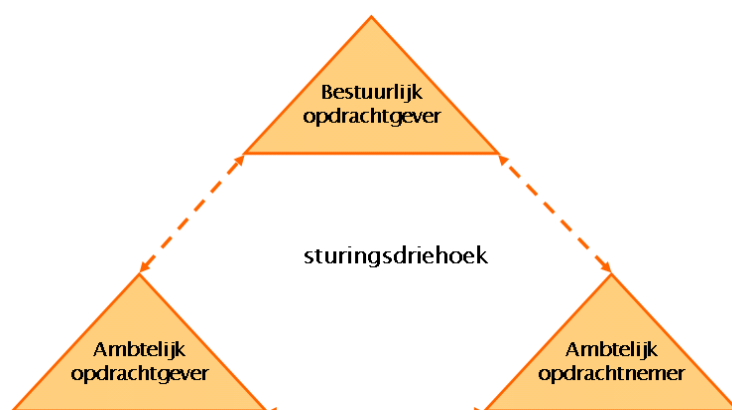 Bestuurlijk
opdrachtgever
sturingsdriehoek
Ambtelijk
opdrachtgever
Ambtelijk
opdrachtnemer